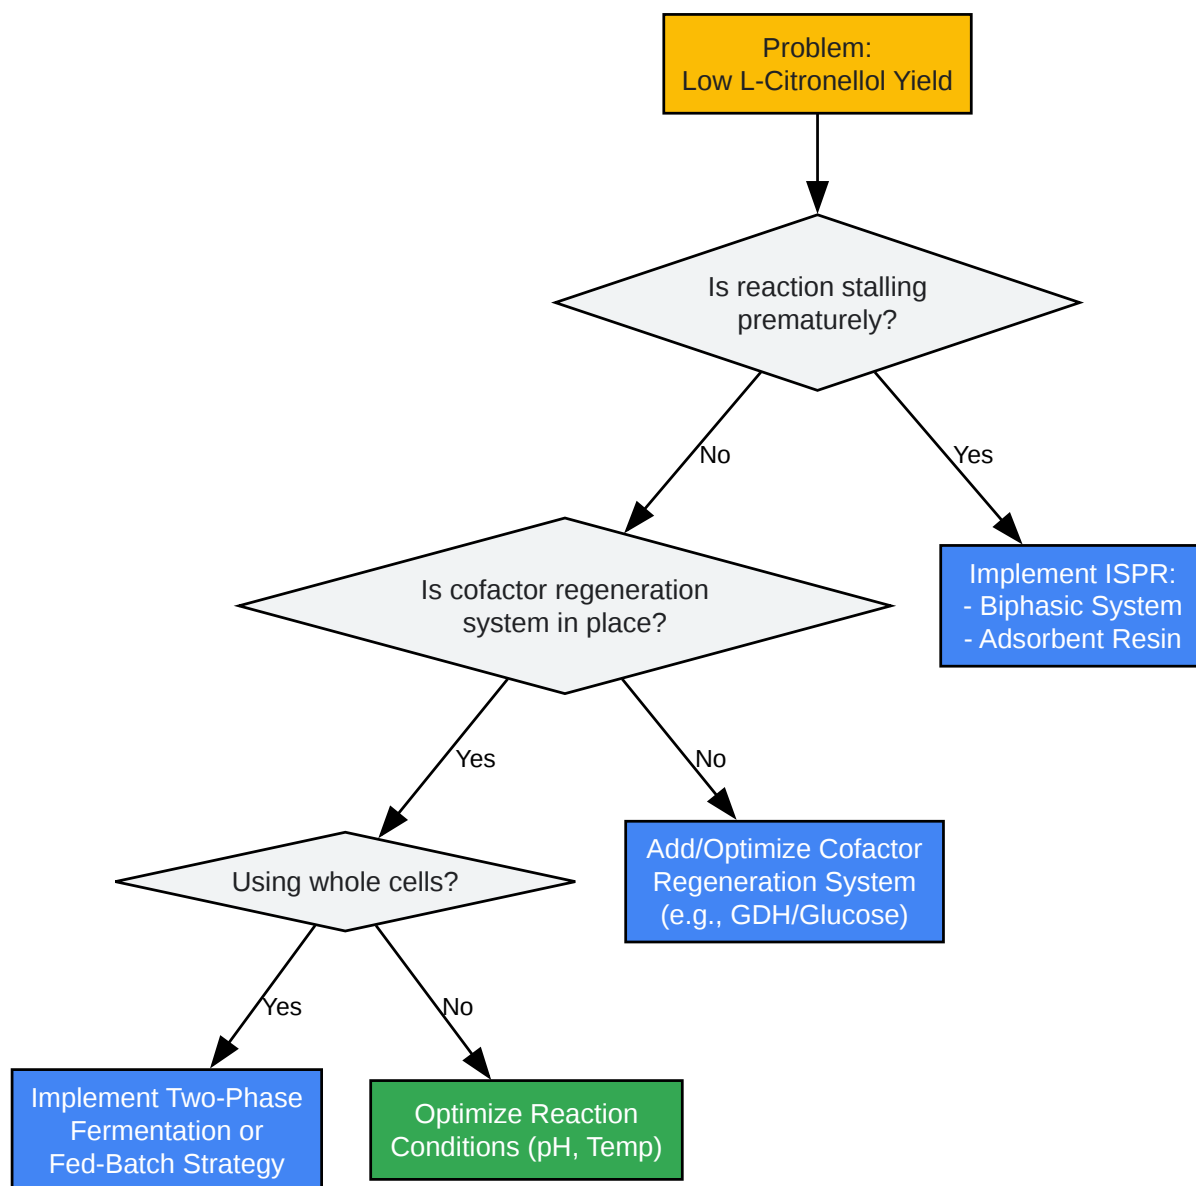 Problem:
Low L-Citronellol Yield
Is reaction stalling
prematurely?
No
Yes
Is cofactor regeneration
system in place?
Implement ISPR:
- Biphasic System
- Adsorbent Resin
Yes
No
Using whole cells?
Add/Optimize Cofactor
Regeneration System
(e.g., GDH/Glucose)
Yes
No
Implement Two-Phase
Fermentation or
Fed-Batch Strategy
Optimize Reaction
Conditions (pH, Temp)